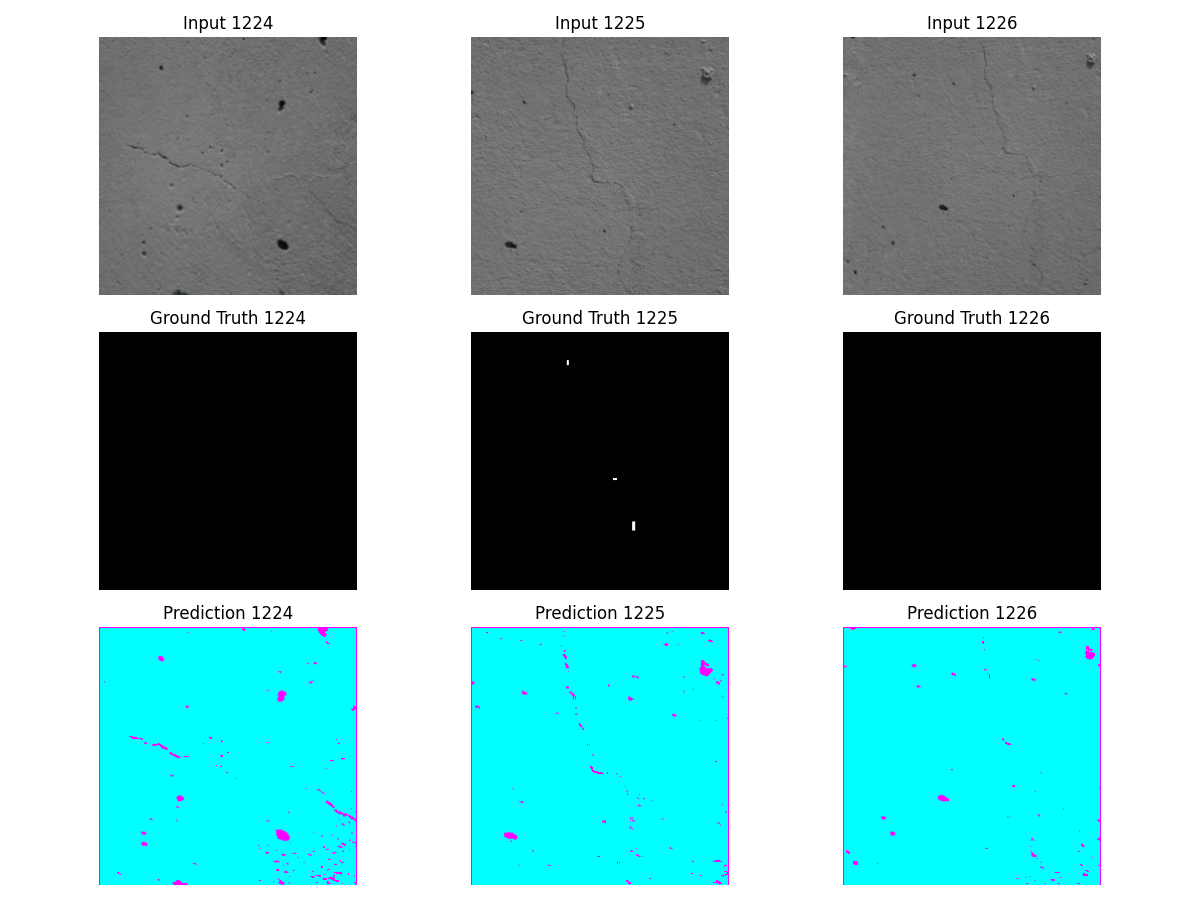 Input 1224
Input 1225
Input 1226
Ground Truth 1224
Ground Truth 1225
Ground Truth 1226
Prediction 1224
Prediction 1225
Prediction 1226